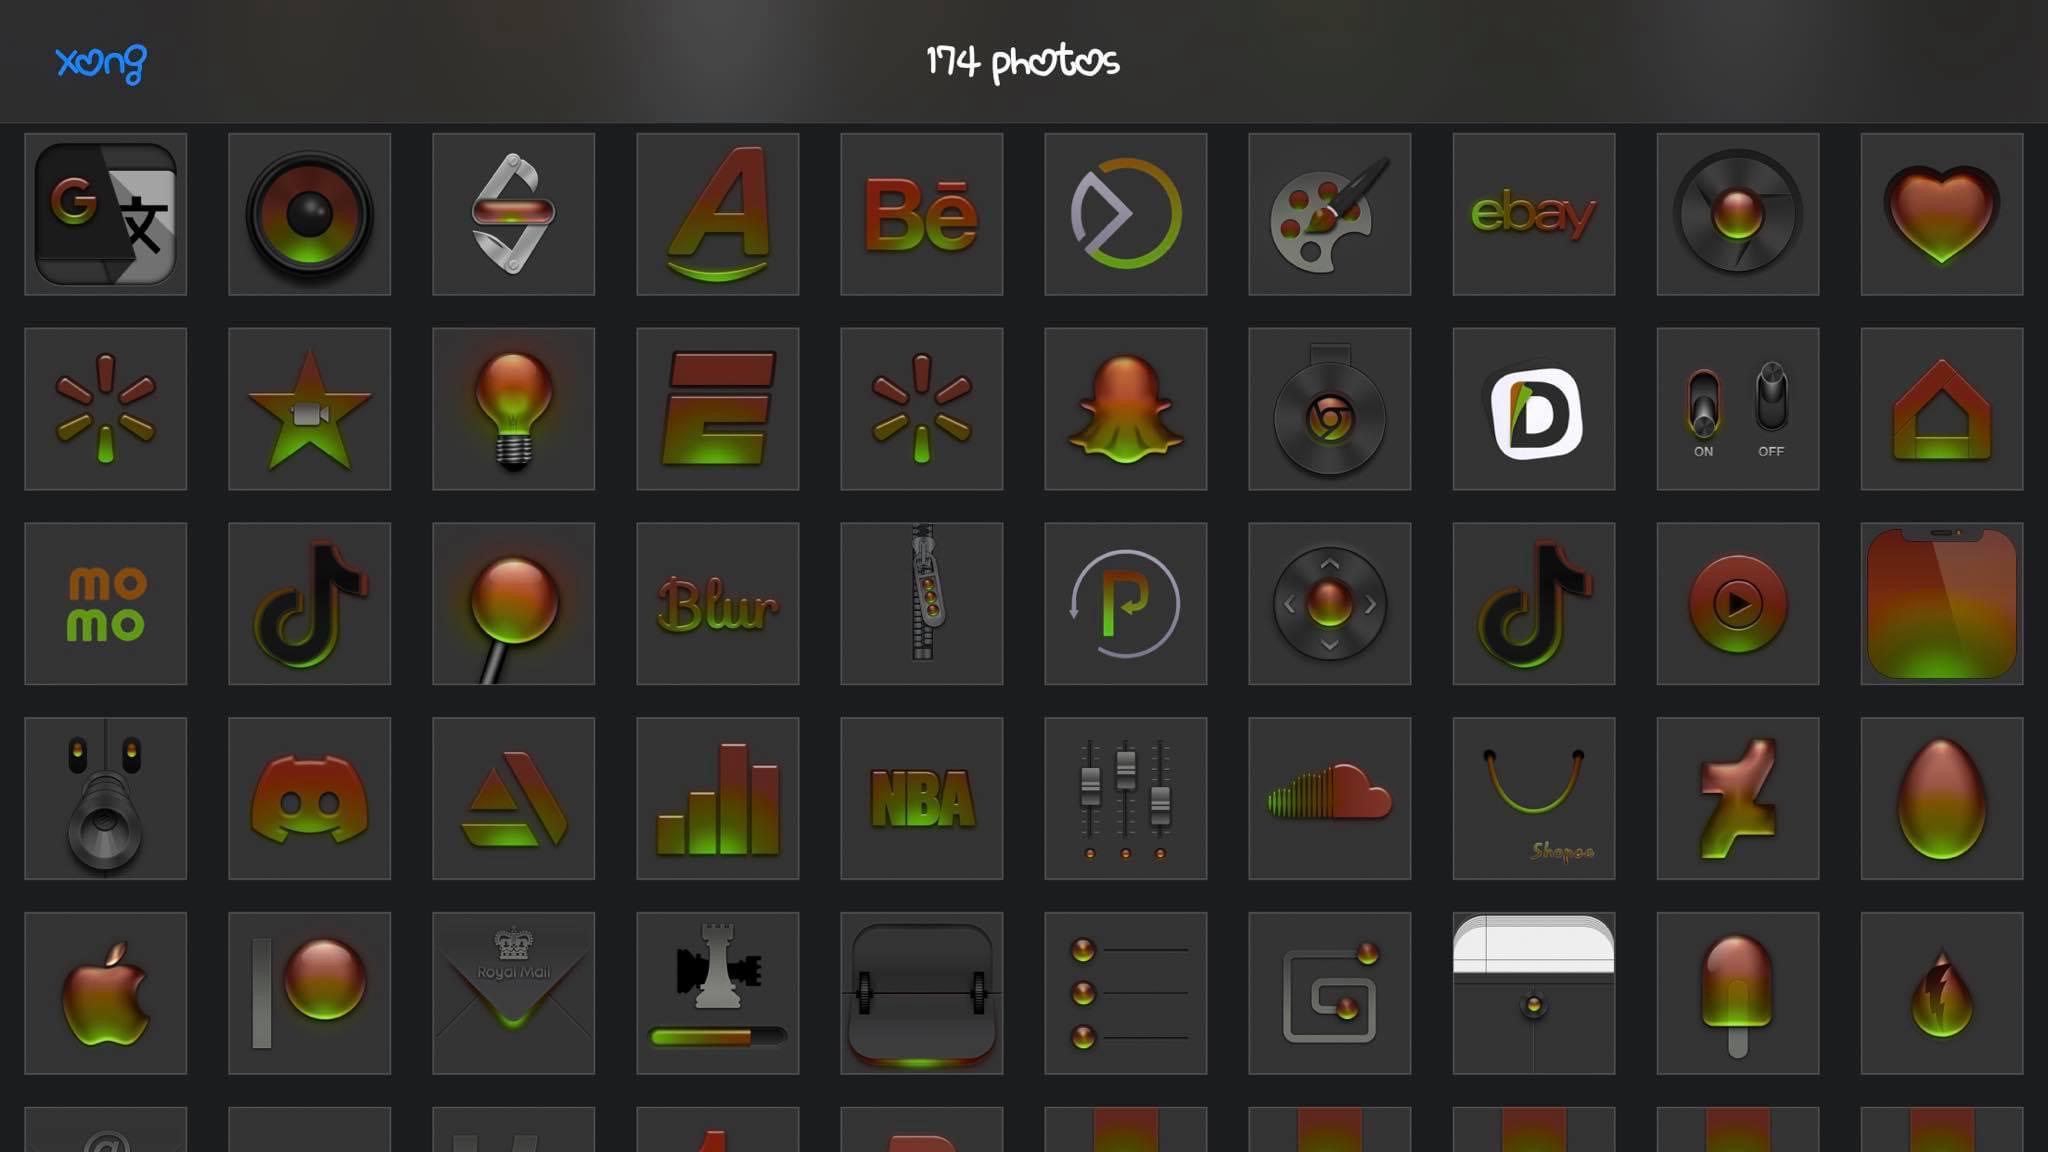 xong
174 photos
G 文
A
Bē
ebay
E
D
ON OFF
mo
mo
Blur
P
NBA
Shopee
Royal Mail
@